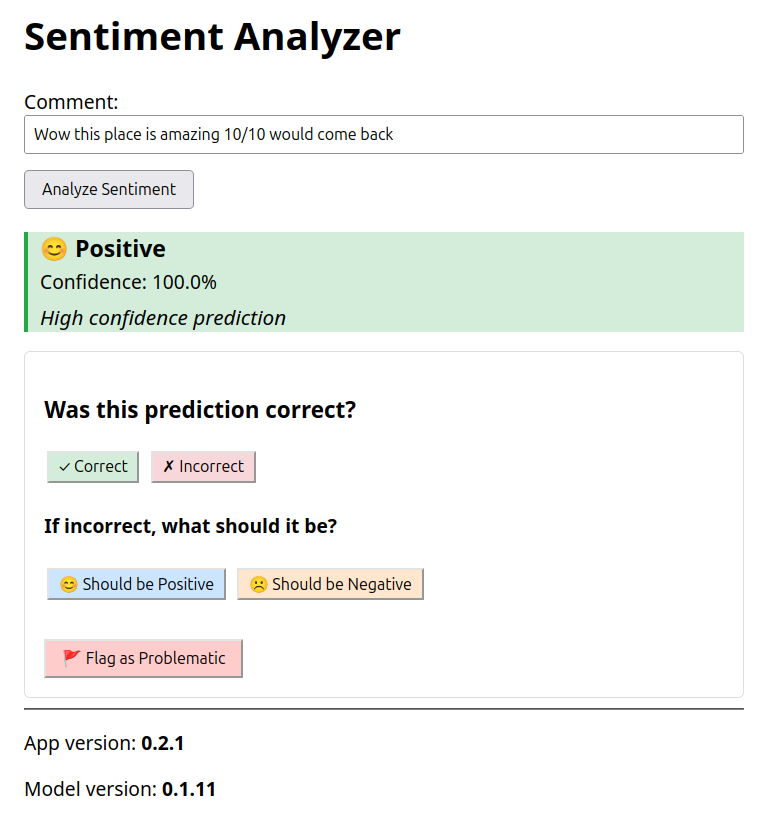 Sentiment Analyzer
Comment:
Wow this place is amazing 10/10 would come back
Analyze Sentiment
😊 Positive
Confidence: 100.0%
High confidence prediction
Was this prediction correct?
✓ Correct ✗ Incorrect
If incorrect, what should it be?
😊 Should be Positive ☹️ Should be Negative
🚩 Flag as Problematic
App version: 0.2.1
Model version: 0.1.11